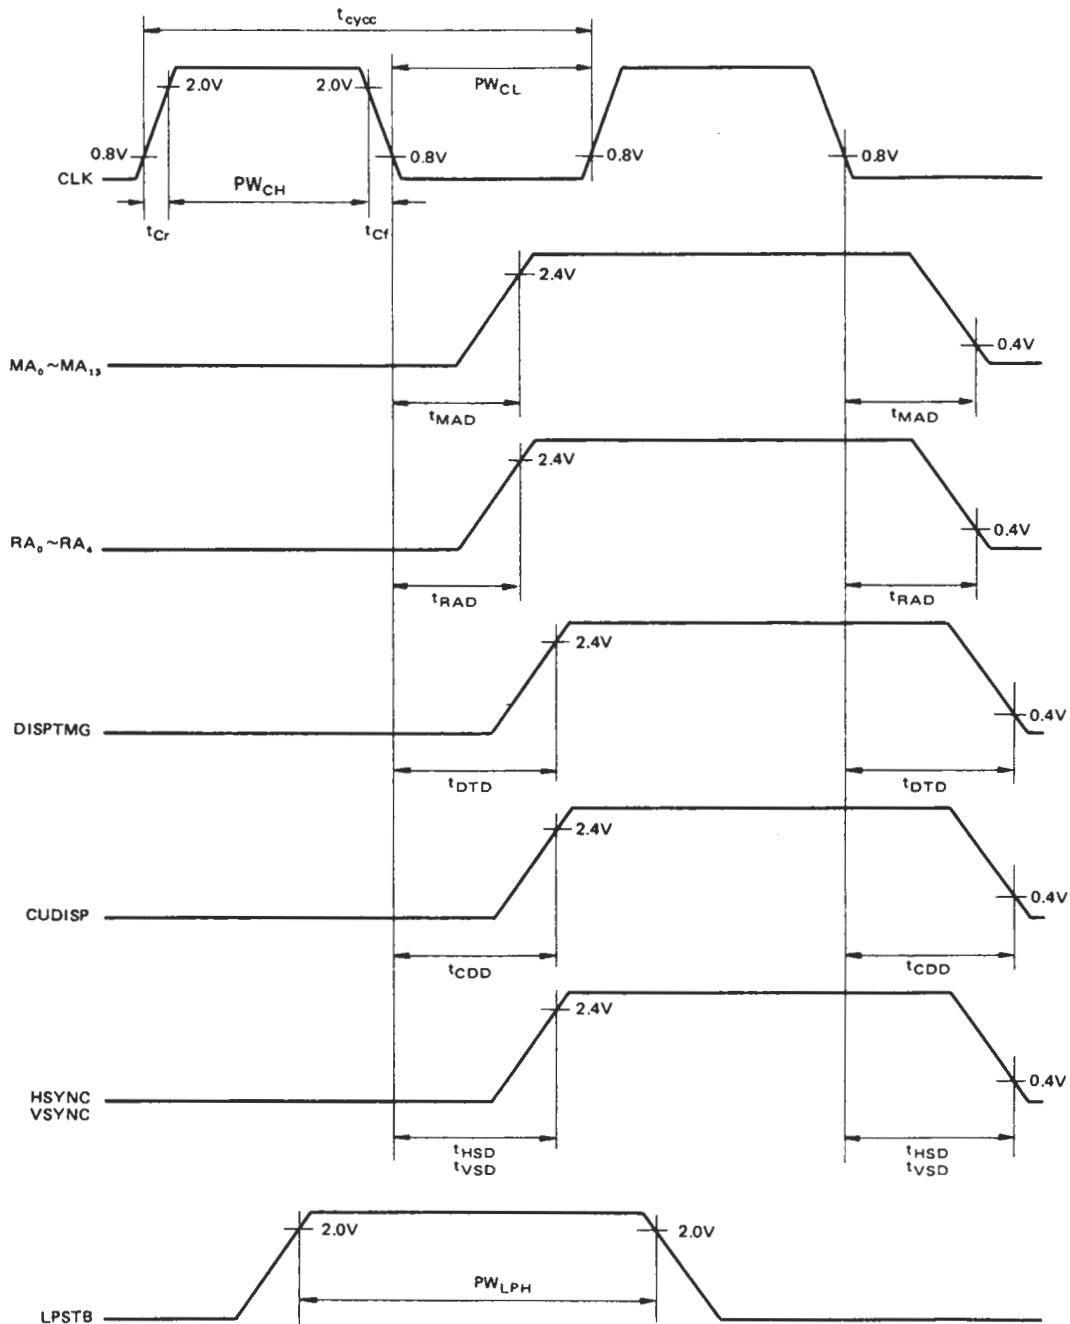 tcycc
2.0V 2.0V PWCL
0.8V 0.8V 0.8V 0.8V
CLK PWCH
tCr tCf
2.4V
0.4V
MA₀~MA₁₃
tMAD tMAD
2.4V
0.4V
RA₀~RA₄
tRAD tRAD
2.4V
0.4V
DISPTMG
tDTD tDTD
2.4V
0.4V
CUDISP
tCDD tCDD
2.4V
0.4V
HSYNC
VSYNC
tHSD tHSD
tVSD tVSD
2.0V 2.0V
PWLPH
LPSTB